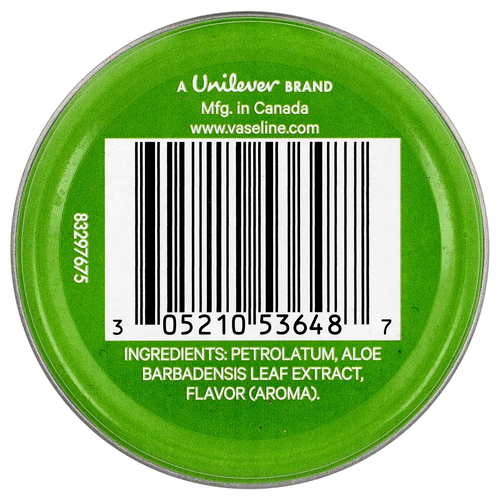 A Unilever BRAND
Mfg. in Canada
www.vaseline.com
83297675
3 05210 53648 7
INGREDIENTS: PETROLATUM, ALOE
BARBADENSIS LEAF EXTRACT,
FLAVOR (AROMA).